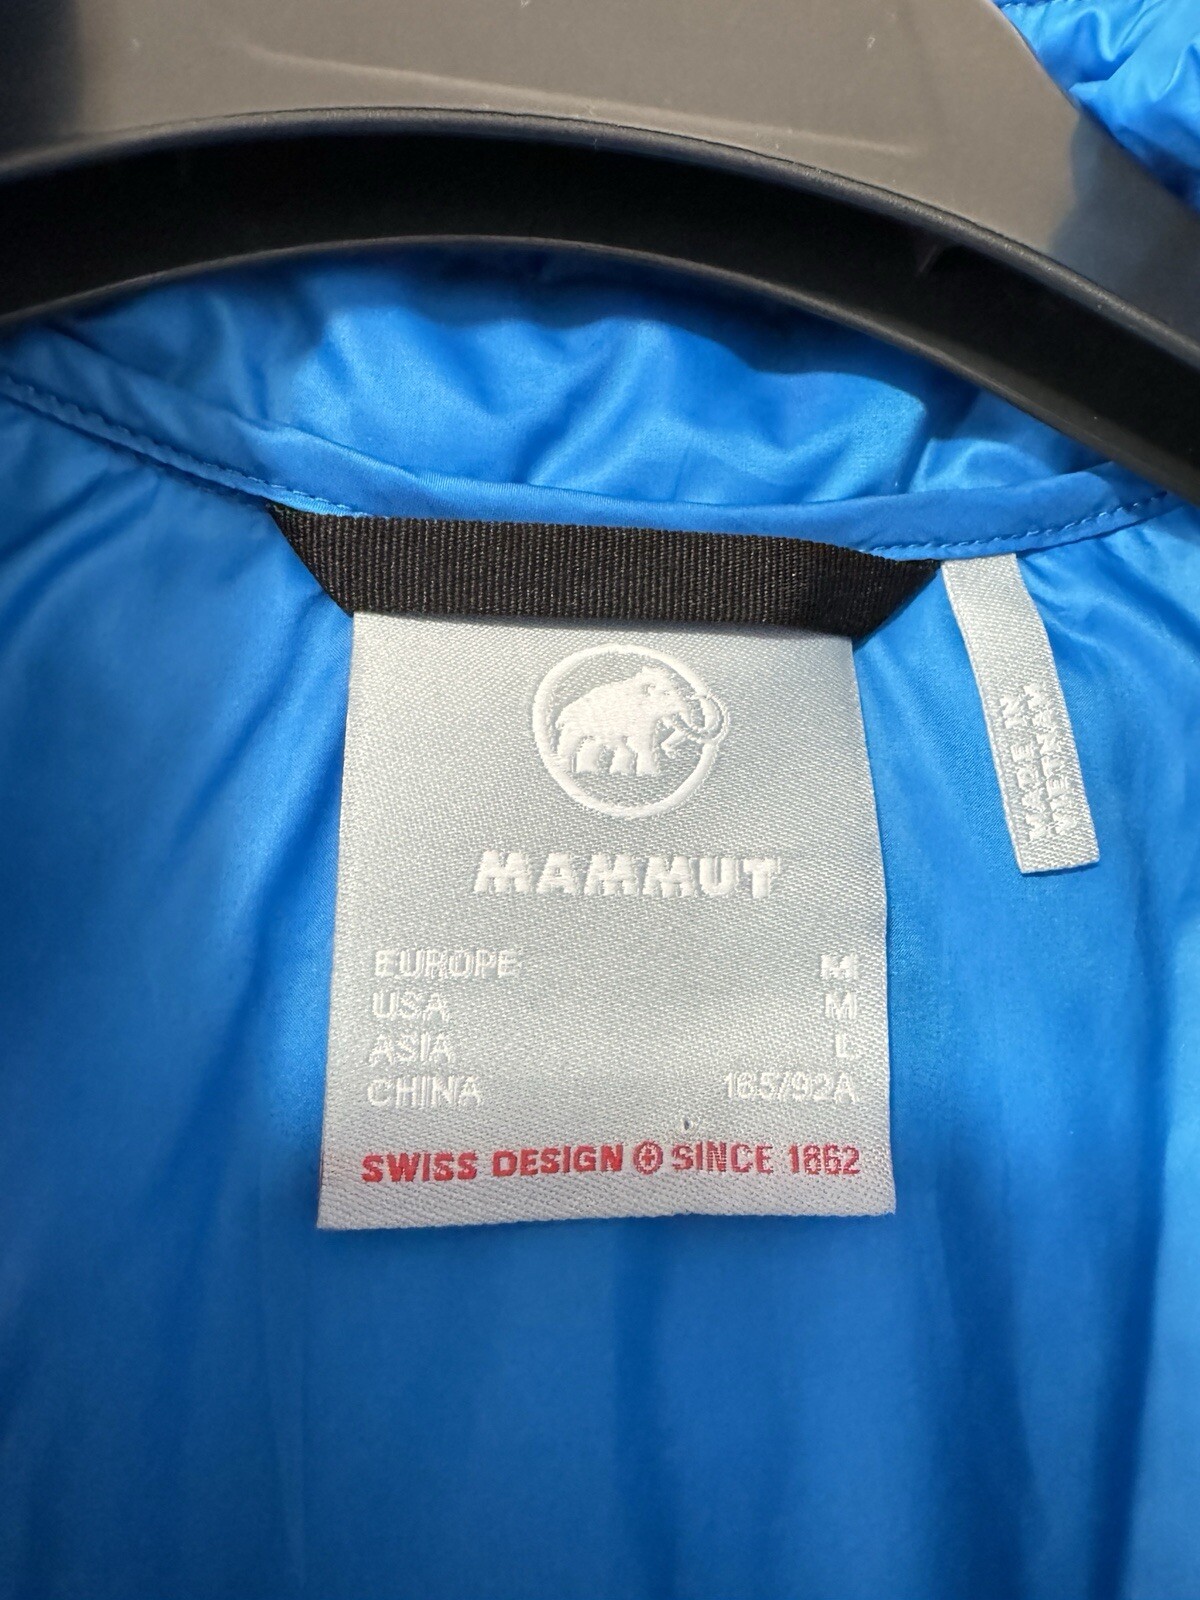 MAMMUT
EUROPE M
USA M
ASIA L
CHINA 165/92A
SWISS DESIGN SINCE 1862
MADE IN
VIETNAM